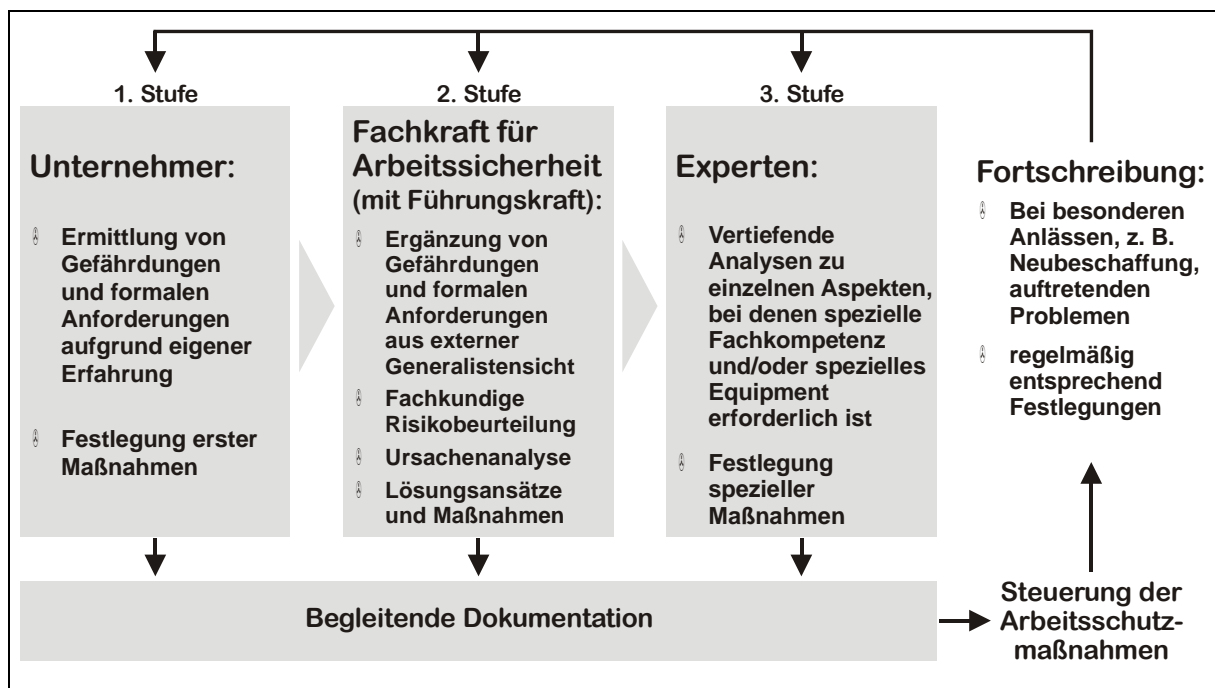 1. Stufe
Unternehmer:
Ermittlung von
Gefährdungen
und formalen
Anforderungen
aufgrund eigener
Erfahrung
Festlegung erster
Maßnahmen
2. Stufe
Fachkraft für
Arbeitssicherheit
(mit Führungskraft):
Ergänzung von
Gefährdungen
und formalen
Anforderungen
aus externer
Generalistensicht
Fachkundige
Risikobeurteilung
Ursachenanalyse
Lösungsansätze
und Maßnahmen
3. Stufe
Experten:
Vertiefende
Analysen zu
einzelnen Aspekten,
bei denen spezielle
Fachkompetenz
und/oder spezielles
Equipment
erforderlich ist
Festlegung
spezieller
Maßnahmen
Fortschreibung:
Bei besonderen
Anlässen, z. B.
Neubeschaffung,
auftretenden
Problemen
regelmäßig
entsprechend
Festlegungen
Begleitende Dokumentation
Steuerung der
Arbeitsschutz-
maßnahmen